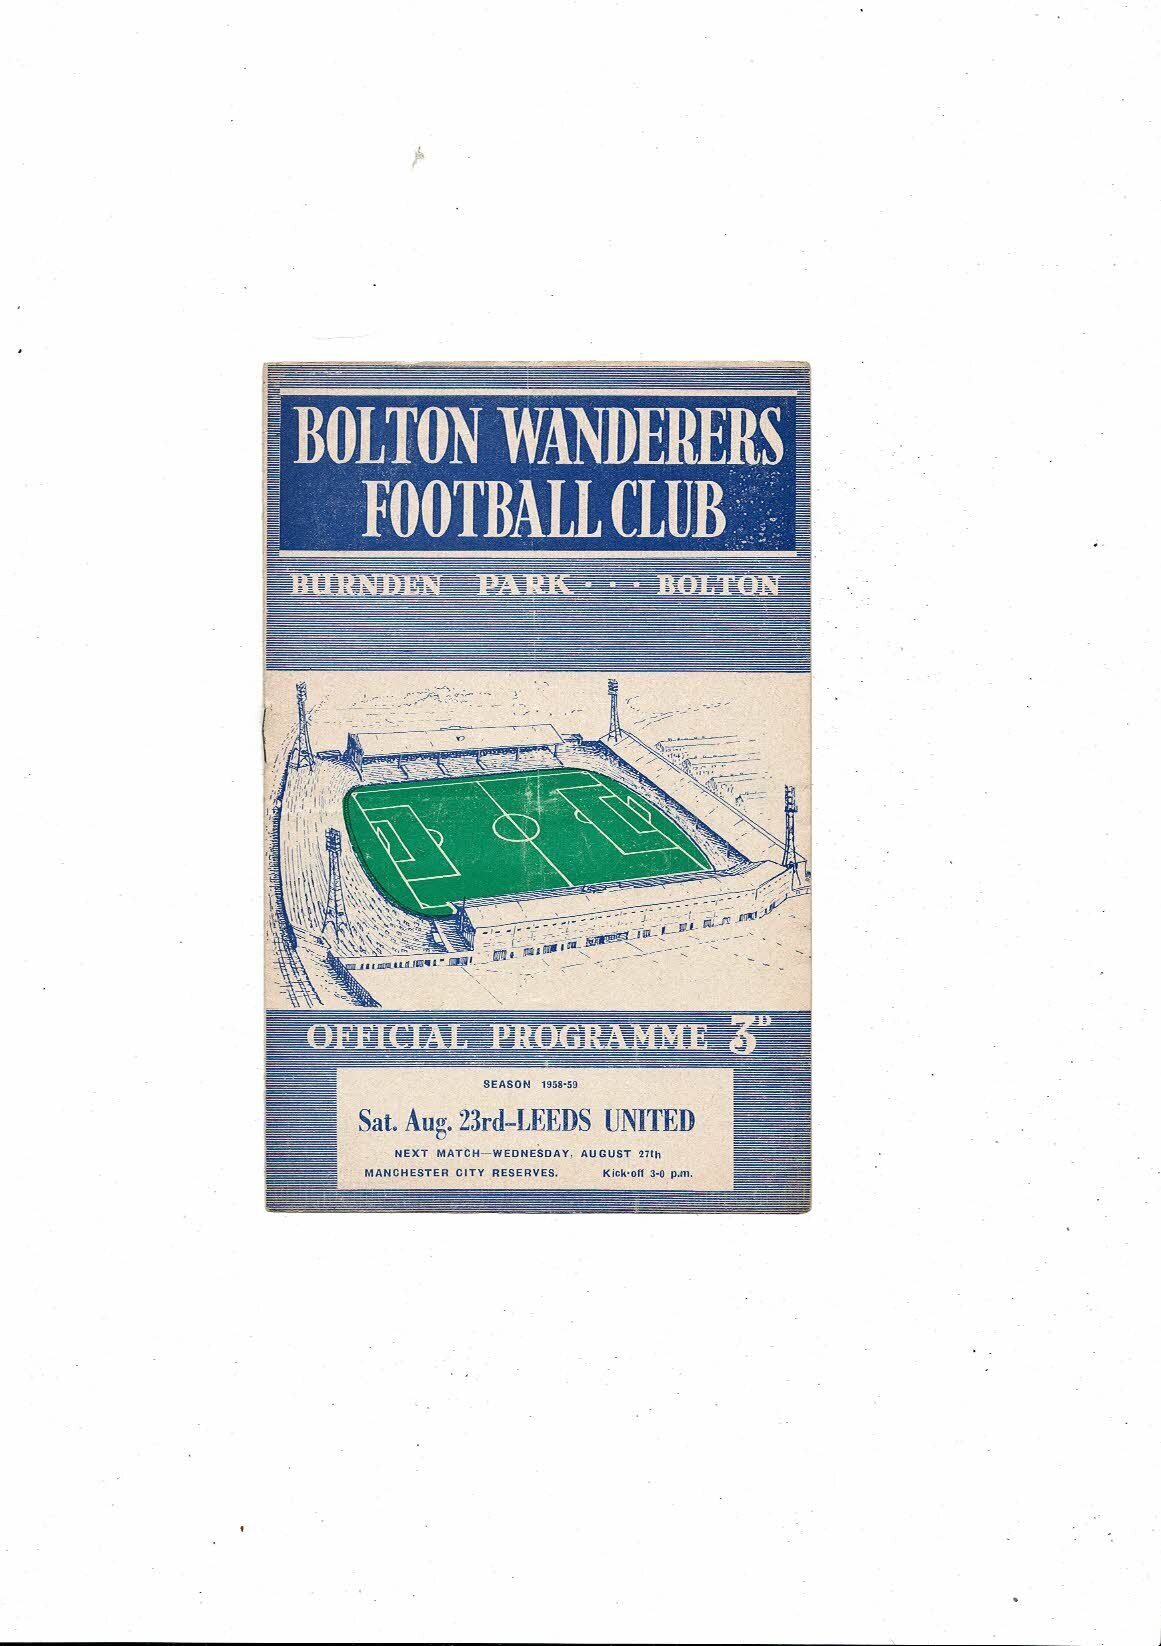 BOLTON WANDERERS
FOOTBALL CLUB
BURNDEN PARK · · · BOLTON
OFFICIAL PROGRAMME 3D
SEASON 1958-59
Sat. Aug. 23rd—LEEDS UNITED
NEXT MATCH—WEDNESDAY, AUGUST 27th
MANCHESTER CITY RESERVES. Kick-off 3-0 p.m.